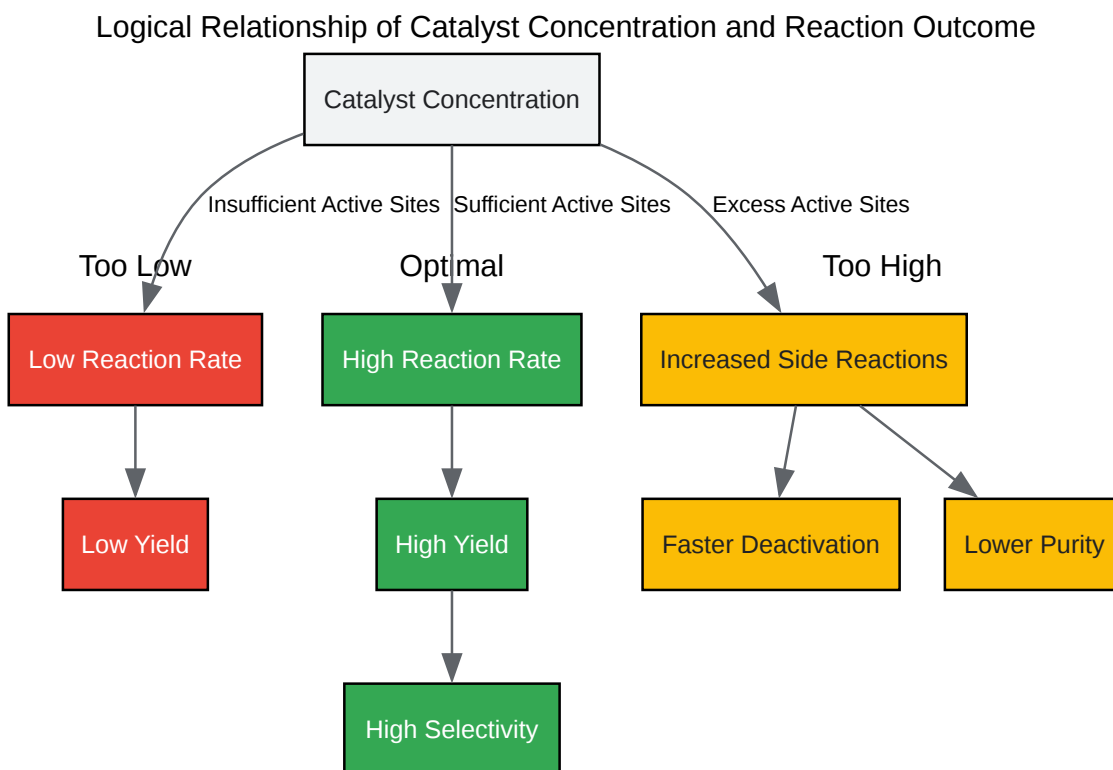 Logical Relationship of Catalyst Concentration and Reaction Outcome
Catalyst Concentration
Insufficient Active Sites
Sufficient Active Sites
Excess Active Sites
Too Low
Optimal
Too High
Low Reaction Rate
High Reaction Rate
Increased Side Reactions
Low Yield
High Yield
Faster Deactivation
Lower Purity
High Selectivity